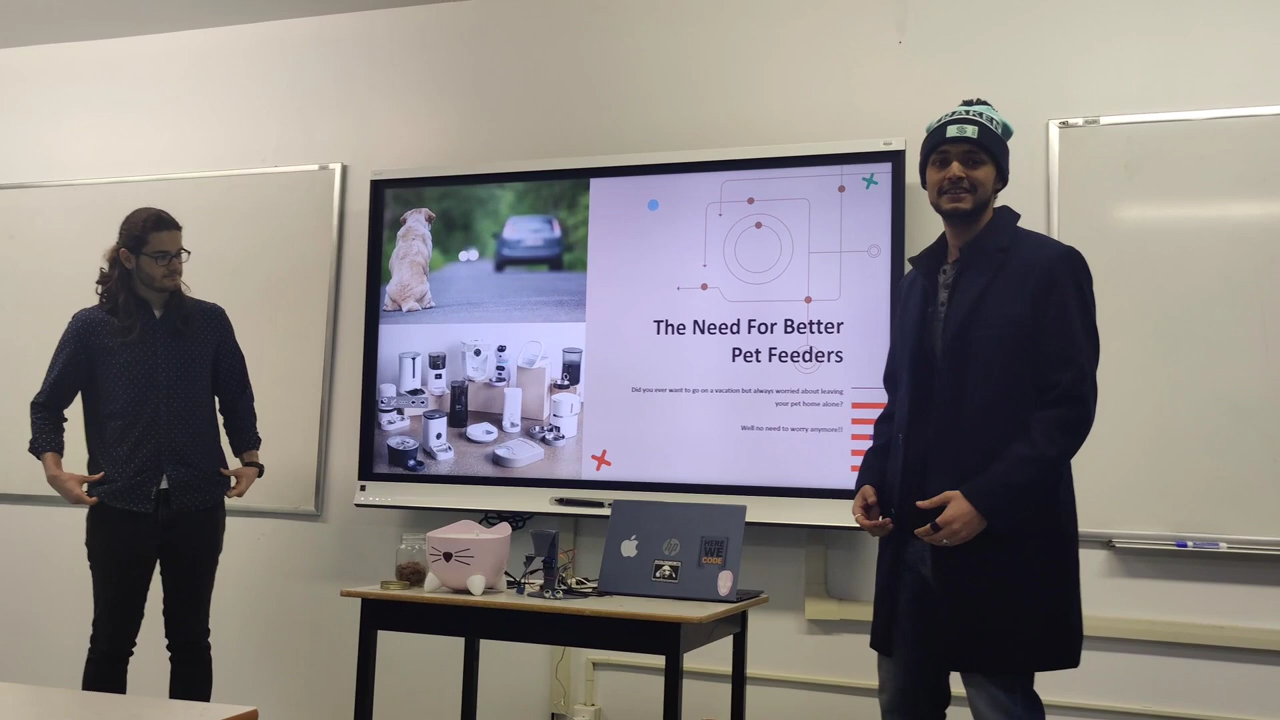 KRAKEN
The Need For Better
Pet Feeders
Did you ever want to go on a vacation but always worried about leaving
your pet home alone?
Well no need to worry anymore!!
hp
HERE
WE
CODE